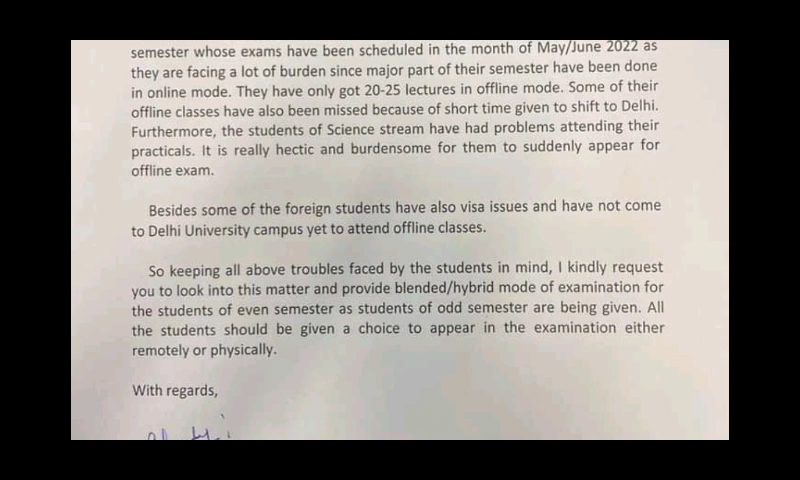 semester whose exams have been scheduled in the month of May/June 2022 as
they are facing a lot of burden since major part of their semester have been done
in online mode. They have only got 20-25 lectures in offline mode. Some of their
offline classes have also been missed because of short time given to shift to Delhi.
Furthermore, the students of Science stream have had problems attending their
practicals. It is really hectic and burdensome for them to suddenly appear for
offline exam.
Besides some of the foreign students have also visa issues and have not come
to Delhi University campus yet to attend offline classes.
So keeping all above troubles faced by the students in mind, I kindly request
you to look into this matter and provide blended/hybrid mode of examination for
the students of even semester as students of odd semester are being given. All
the students should be given a choice to appear in the examination either
remotely or physically.
With regards,